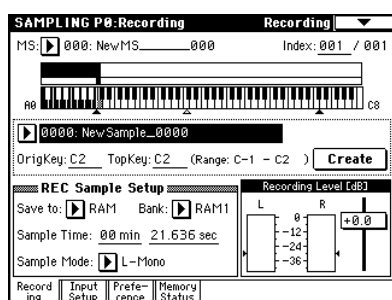 SAMPLING P0:Recording Recording
MS: 000: NewMS______000 Index: 001 / 001
A0 C8
0000: NewSample_0000
OrigKey: C2 TopKey: C2 (Range: C-1 - C2 ) Create
REC Sample Setup
Recording Level [dB]
Save to: RAM Bank: RAM1
L R
0
+0.0
-12
-24
-36
Sample Time: 00 min 21.636 sec
Sample Mode: L-Mono
Record ing
Input Setup
Prefe- rence
Memory Status